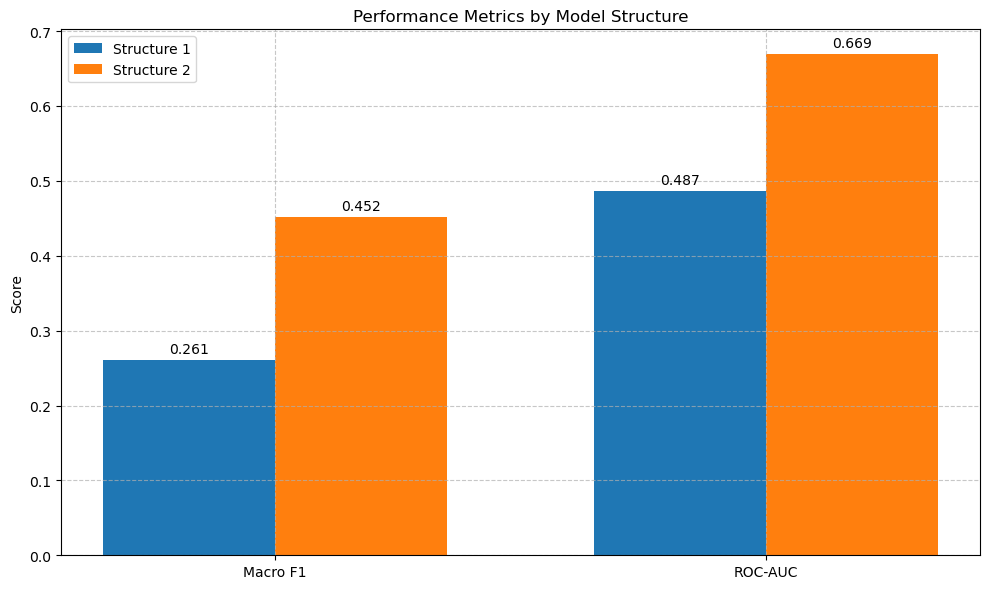 Performance Metrics by Model Structure
Structure 1
Structure 2
Score
0.7
0.6
0.5
0.4
0.3
0.2
0.1
0.0
0.261
0.452
0.487
0.669
Macro F1
ROC-AUC